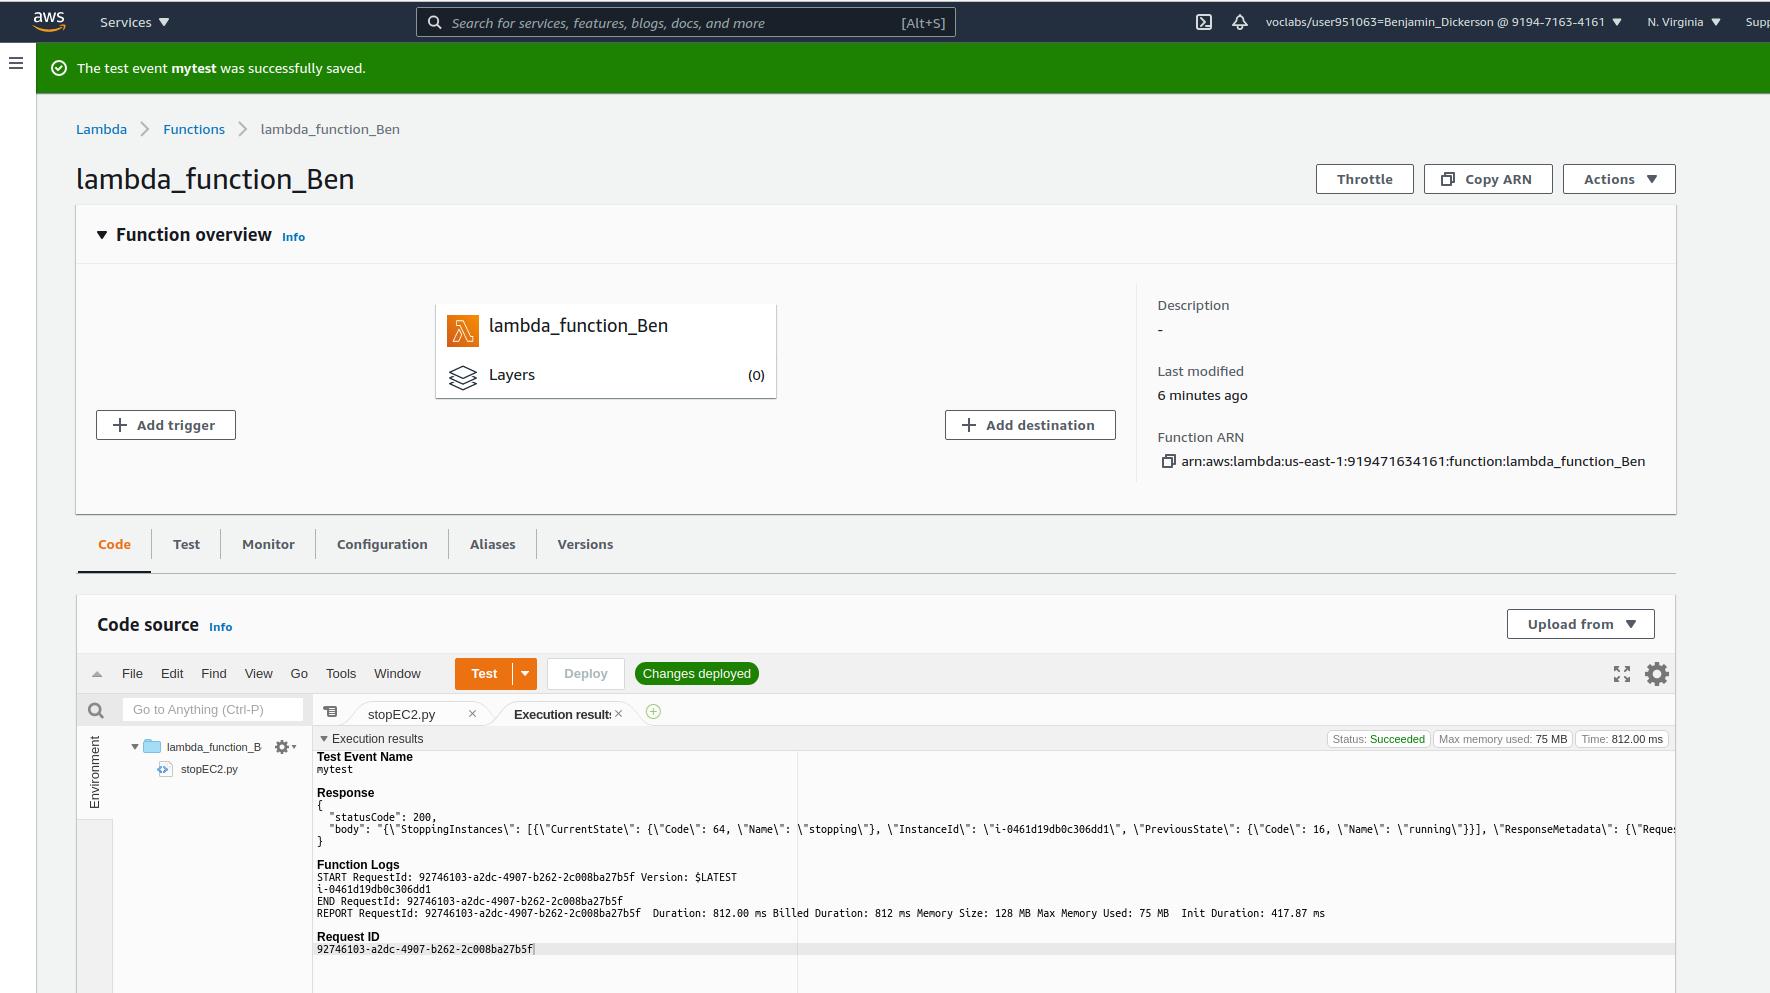 aws
Services
Search for services, features, blogs, docs, and more [Alt+S]
voclabs/user951063=Benjamin_Dickerson @ 9194-7163-4161
N. Virginia
Supp
The test event mytest was successfully saved.
Lambda Functions lambda_function_Ben
lambda_function_Ben
Throttle
Copy ARN
Actions
Function overview Info
lambda_function_Ben
Layers (0)
Add trigger
Add destination
Description
-
Last modified
6 minutes ago
Function ARN
arn:aws:lambda:us-east-1:919471634161:function:lambda_function_Ben
Code Test Monitor Configuration Aliases Versions
Code source Info
Upload from
File Edit Find View Go Tools Window Test Deploy Changes deployed
Go to Anything (Ctrl-P)
stopEC2.py
Execution results
Environment
lambda_function_B
stopEC2.py
Execution results
Status: Succeeded Max memory used: 75 MB Time: 812.00 ms
Test Event Name
mytest
Response
{
"statusCode": 200,
"body": "{\"StoppingInstances\": [{\"CurrentState\": {\"Code\": 64, \"Name\": \"stopping\"}, \"InstanceId\": \"i-0461d19db0c306dd1\", \"PreviousState\": {\"Code\": 16, \"Name\": \"running\"}}], \"ResponseMetadata\": {\"Reques
}
Function Logs
START RequestId: 92746103-a2dc-4907-b262-2c008ba27b5f Version: $LATEST
i-0461d19db0c306dd1
END RequestId: 92746103-a2dc-4907-b262-2c008ba27b5f
REPORT RequestId: 92746103-a2dc-4907-b262-2c008ba27b5f Duration: 812.00 ms Billed Duration: 812 ms Memory Size: 128 MB Max Memory Used: 75 MB Init Duration: 417.87 ms
Request ID
92746103-a2dc-4907-b262-2c008ba27b5f